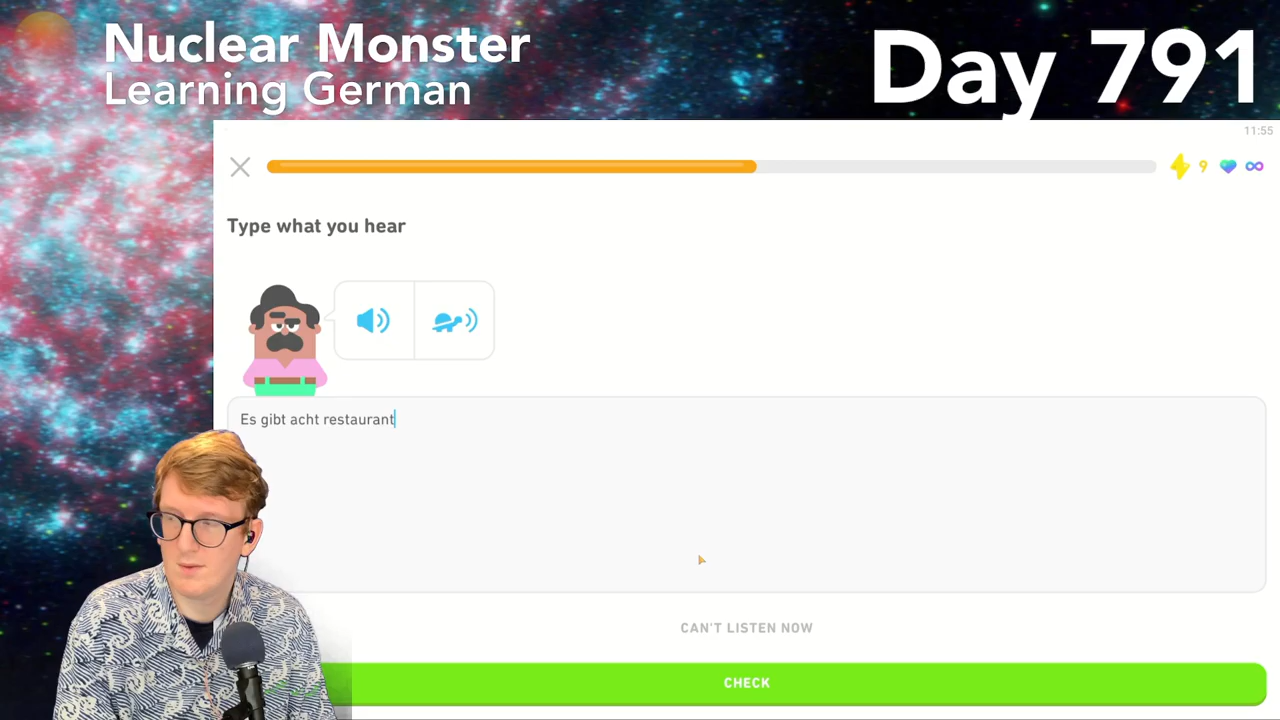 Nuclear Monster
Learning German
Day 791
11:55
9
Type what you hear
Es gibt acht restaurant
CAN'T LISTEN NOW
CHECK